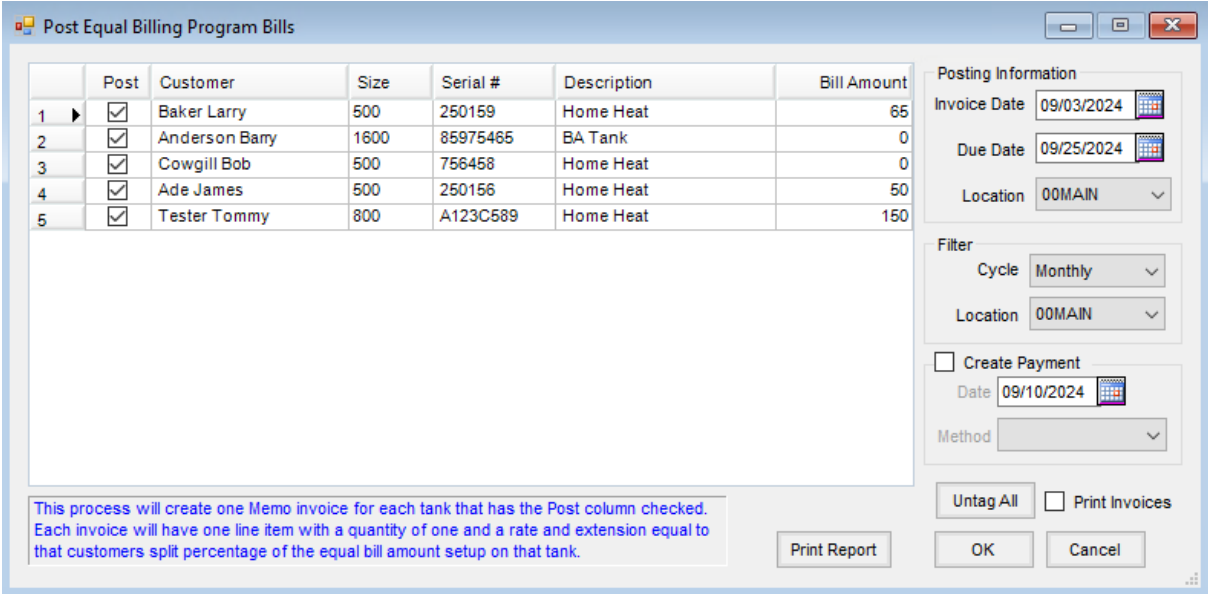 Post Equal Billing Program Bills
Post Customer Size Serial # Description Bill Amount
1 Baker Larry 500 250159 Home Heat 65
2 Anderson Barry 1600 85975465 BA Tank 0
3 Cowgill Bob 500 756458 Home Heat 0
4 Ade James 500 250156 Home Heat 50
5 Tester Tommy 800 A123C589 Home Heat 150
Posting Information
Invoice Date 09/03/2024
Due Date 09/25/2024
Location 00MAIN
Filter
Cycle Monthly
Location 00MAIN
Create Payment
Date 09/10/2024
Method
This process will create one Memo invoice for each tank that has the Post column checked.
Each invoice will have one line item with a quantity of one and a rate and extension equal to
that customers split percentage of the equal bill amount setup on that tank.
Untag All Print Invoices
Print Report OK Cancel